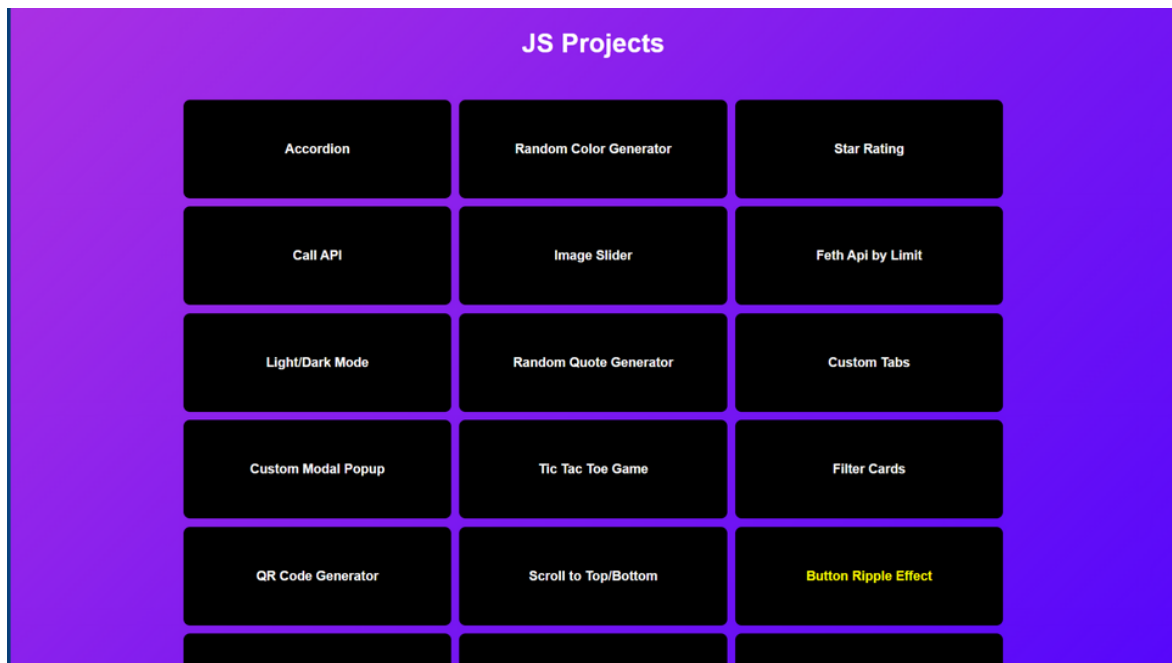 JS Projects
Accordion
Random Color Generator
Star Rating
Call API
Image Slider
Feth Api by Limit
Light/Dark Mode
Random Quote Generator
Custom Tabs
Custom Modal Popup
Tic Tac Toe Game
Filter Cards
QR Code Generator
Scroll to Top/Bottom
Button Ripple Effect